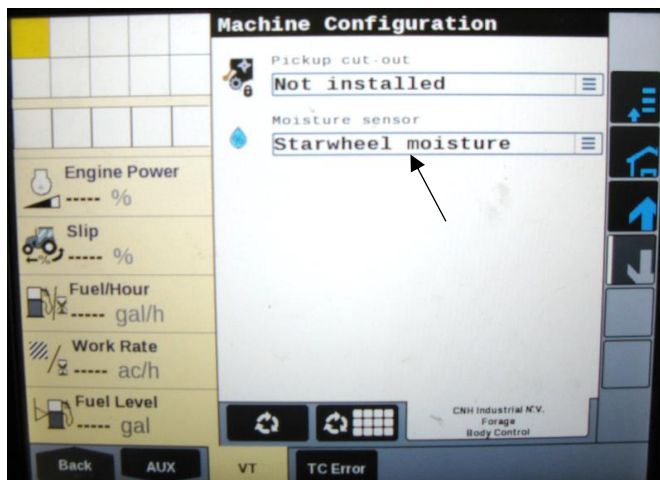 Machine Configuration
Pickup cut-out
Not installed
Moisture sensor
Starwheel moisture
Engine Power
----- %
Slip
----- %
Fuel/Hour
----- gal/h
Work Rate
----- ac/h
Fuel Level
----- gal
CNH Industrial N.V.
Forage
Body Control
Back
AUX
VT
TC Error